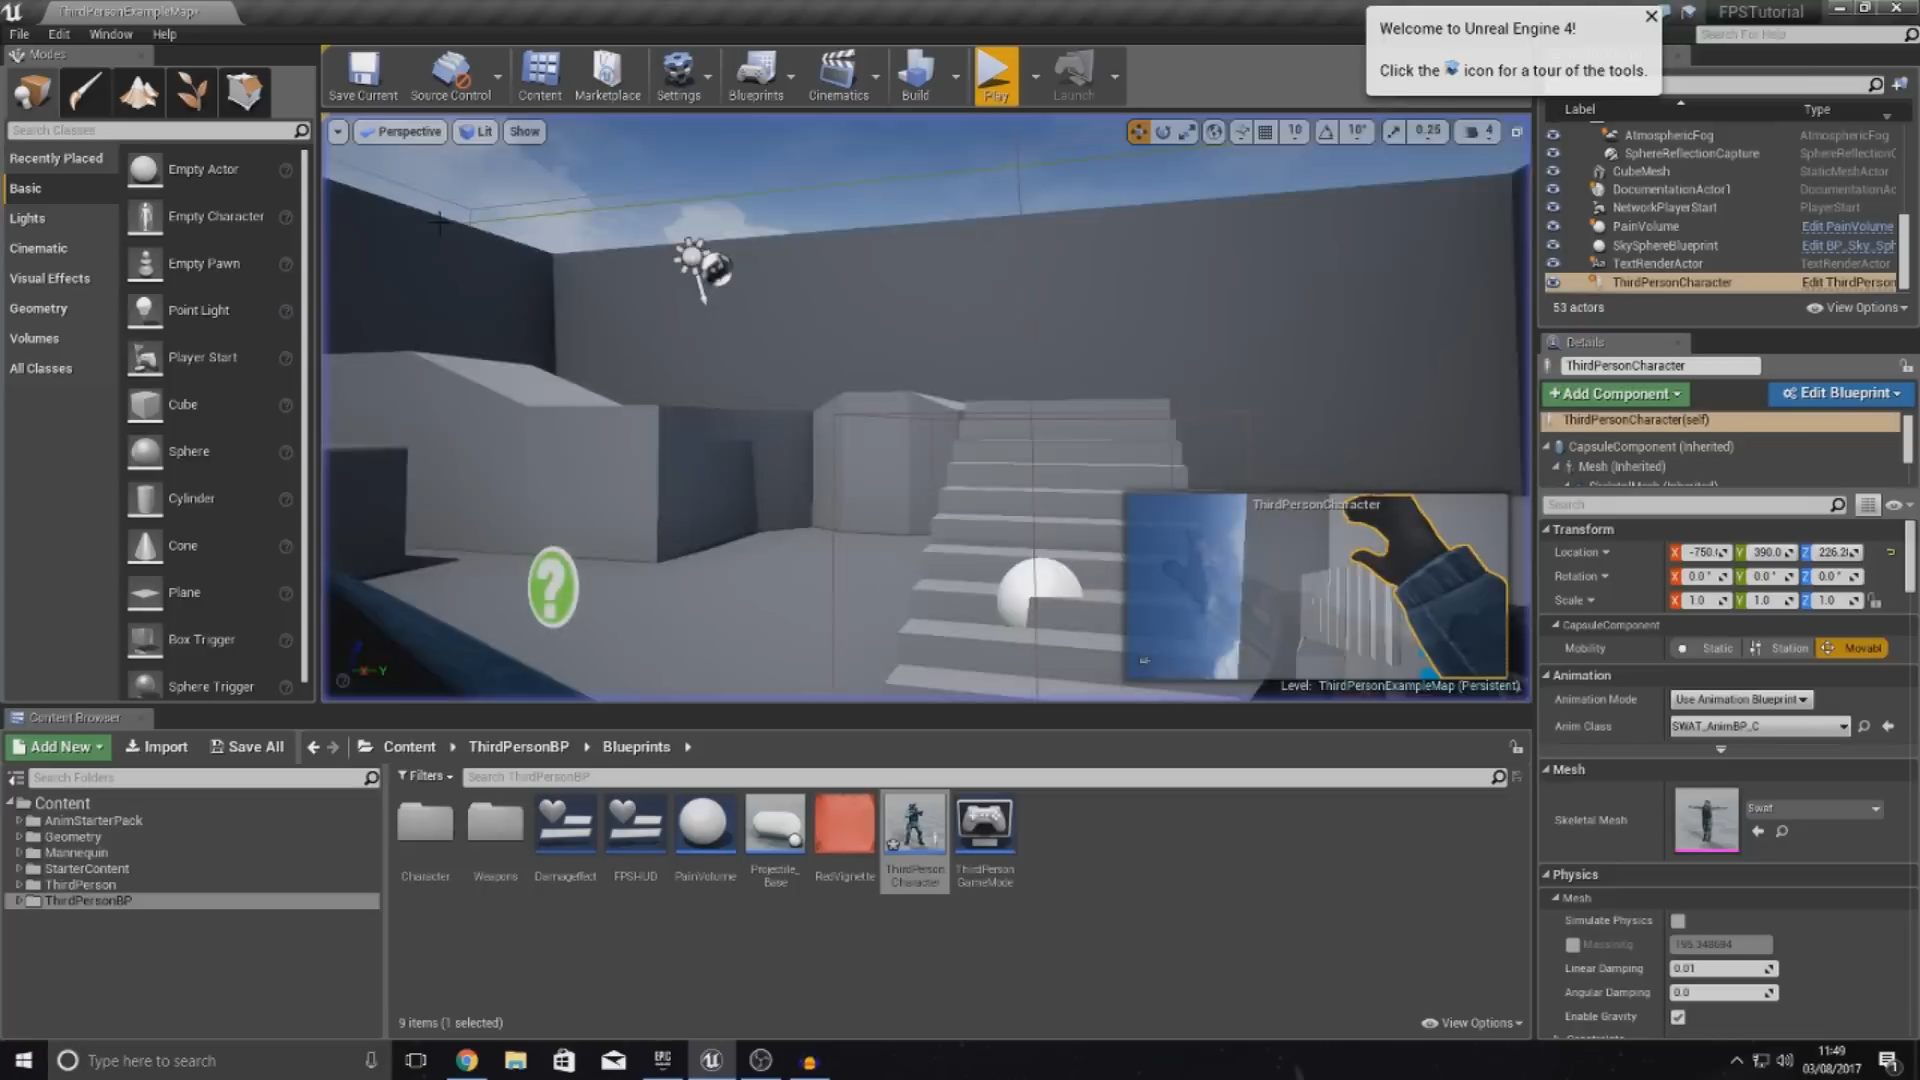 ThirdPersonExampleMap*
FPSTutorial
File Edit Window Help
Search For Help
Welcome to Unreal Engine 4!
Click the icon for a tour of the tools.
Modes
Save Current
Source Control
Content
Marketplace
Settings
Blueprints
Cinematics
Build
Play
Launch
Search Classes
Recently Placed
Basic
Lights
Cinematic
Visual Effects
Geometry
Volumes
All Classes
Empty Actor
Empty Character
Empty Pawn
Point Light
Player Start
Cube
Sphere
Cylinder
Cone
Plane
Box Trigger
Sphere Trigger
Perspective
Lit
Show
10
10°
0.25
4
ThirdPersonCharacter
Level: ThirdPersonExampleMap (Persistent)
Label Type
AtmosphericFog AtmosphericFog
SphereReflectionCapture SphereReflectionC
CubeMesh StaticMeshActor
DocumentationActor1 DocumentationAc
NetworkPlayerStart PlayerStart
PainVolume Edit PainVolume
SkySphereBlueprint Edit BP_Sky_Sph
TextRenderActor TextRenderActor
ThirdPersonCharacter Edit ThirdPerson
53 actors
View Options
Details
ThirdPersonCharacter
+Add Component
Edit Blueprint
ThirdPersonCharacter(self)
CapsuleComponent (Inherited)
Mesh (Inherited)
Search
Transform
Location X -750. Y 390.0 Z 226.2
Rotation X 0.0° Y 0.0° Z 0.0°
Scale X 1.0 Y 1.0 Z 1.0
CapsuleComponent
Mobility Static Station Movabl
Animation
Animation Mode Use Animation Blueprint
Anim Class SWAT_AnimBP_C
Mesh
Skeletal Mesh Swat
Physics
Mesh
Simulate Physics
MassInKg 195.348694
Linear Damping 0.01
Angular Damping 0.0
Enable Gravity
Content Browser
Add New
Import
Save All
Content
ThirdPersonBP
Blueprints
Search Folders
Filters
Search ThirdPersonBP
Content
AnimStarterPack
Geometry
Mannequin
StarterContent
ThirdPerson
ThirdPersonBP
Character
Weapons
Dameffect
FPSHUD
PainVolume
Projectile_
Base
RedVignette
ThirdPerson
Character
ThirdPerson
GameMode
9 items (1 selected)
View Options
Type here to search
EPIC
11:49
03/08/2017